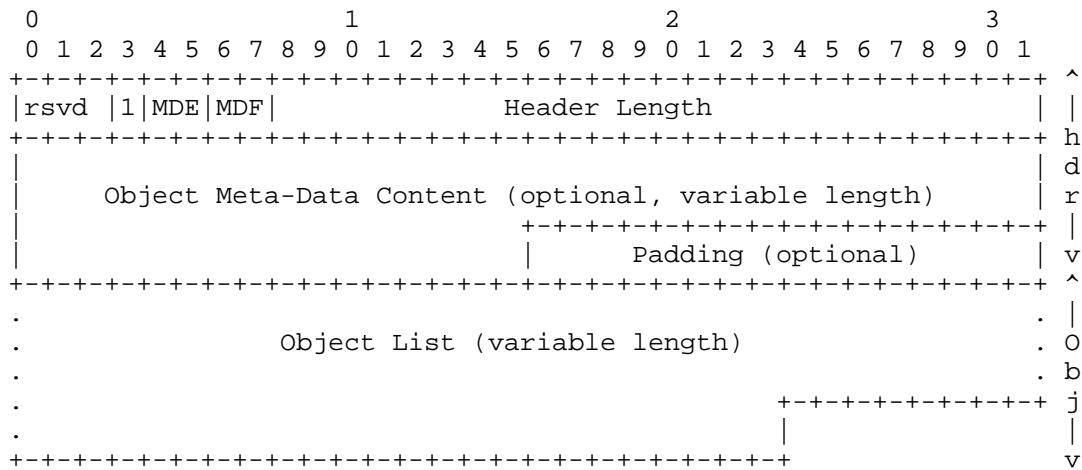 0                   1                   2                   3
 0 1 2 3 4 5 6 7 8 9 0 1 2 3 4 5 6 7 8 9 0 1 2 3 4 5 6 7 8 9 0 1
+-+-+-+-+-+-+-+-+-+-+-+-+-+-+-+-+-+-+-+-+-+-+-+-+-+-+-+-+-+-+-+-+ ^
|rsvd |1|MDE|MDF|              Header Length                    | |
+-+-+-+-+-+-+-+-+-+-+-+-+-+-+-+-+-+-+-+-+-+-+-+-+-+-+-+-+-+-+-+-+ h
|                                                               | d
|     Object Meta-Data Content (optional, variable length)      | r
|                               +-+-+-+-+-+-+-+-+-+-+-+-+-+-+-+-+ |
|                               |      Padding (optional)       | v
+-+-+-+-+-+-+-+-+-+-+-+-+-+-+-+-+-+-+-+-+-+-+-+-+-+-+-+-+-+-+-+-+ ^
.                                                               . |
.                Object List (variable length)                  . O
.                                                               . b
.                                               +-+-+-+-+-+-+-+-+ j
.                                               |                 |
+-+-+-+-+-+-+-+-+-+-+-+-+-+-+-+-+-+-+-+-+-+-+-+-+                 v